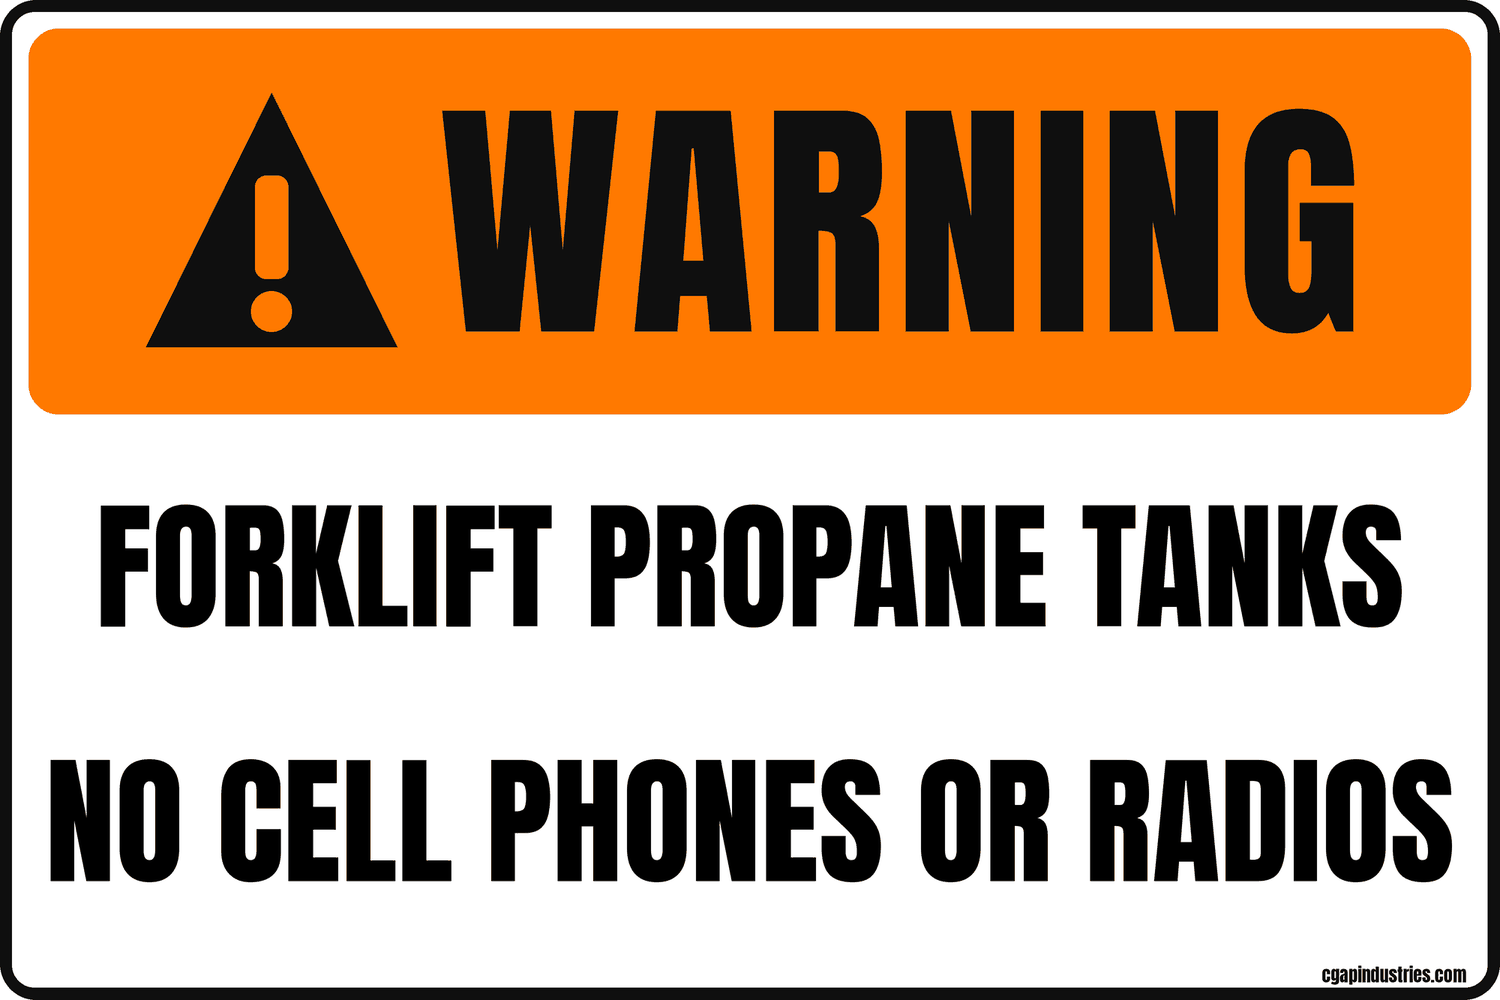 WARNING
FORKLIFT PROPANE TANKS
NO CELL PHONES OR RADIOS
cgapindustries.com